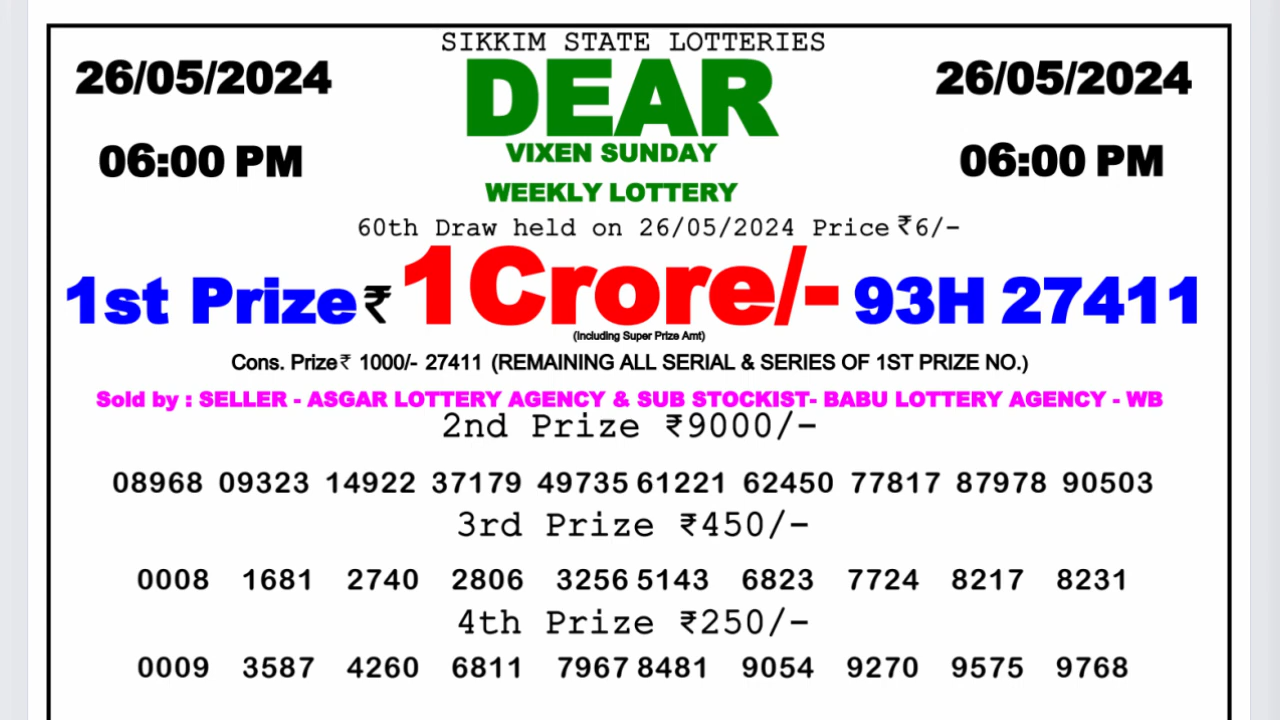 SIKKIM STATE LOTTERIES
26/05/2024 DEAR 26/05/2024
VIXEN SUNDAY
06:00 PM 06:00 PM
WEEKLY LOTTERY
60th Draw held on 26/05/2024 Price ₹6/-
1st Prize ₹ 1Crore/- 93H 27411
(Including Super Prize Amt)
Cons. Prize ₹ 1000/- 27411 (REMAINING ALL SERIAL & SERIES OF 1ST PRIZE NO.)
Sold by : SELLER - ASGAR LOTTERY AGENCY & SUB STOCKIST- BABU LOTTERY AGENCY - WB
2nd Prize ₹9000/-
08968 09323 14922 37179 49735 61221 62450 77817 87978 90503
3rd Prize ₹450/-
0008 1681 2740 2806 3256 5143 6823 7724 8217 8231
4th Prize ₹250/-
0009 3587 4260 6811 7967 8481 9054 9270 9575 9768